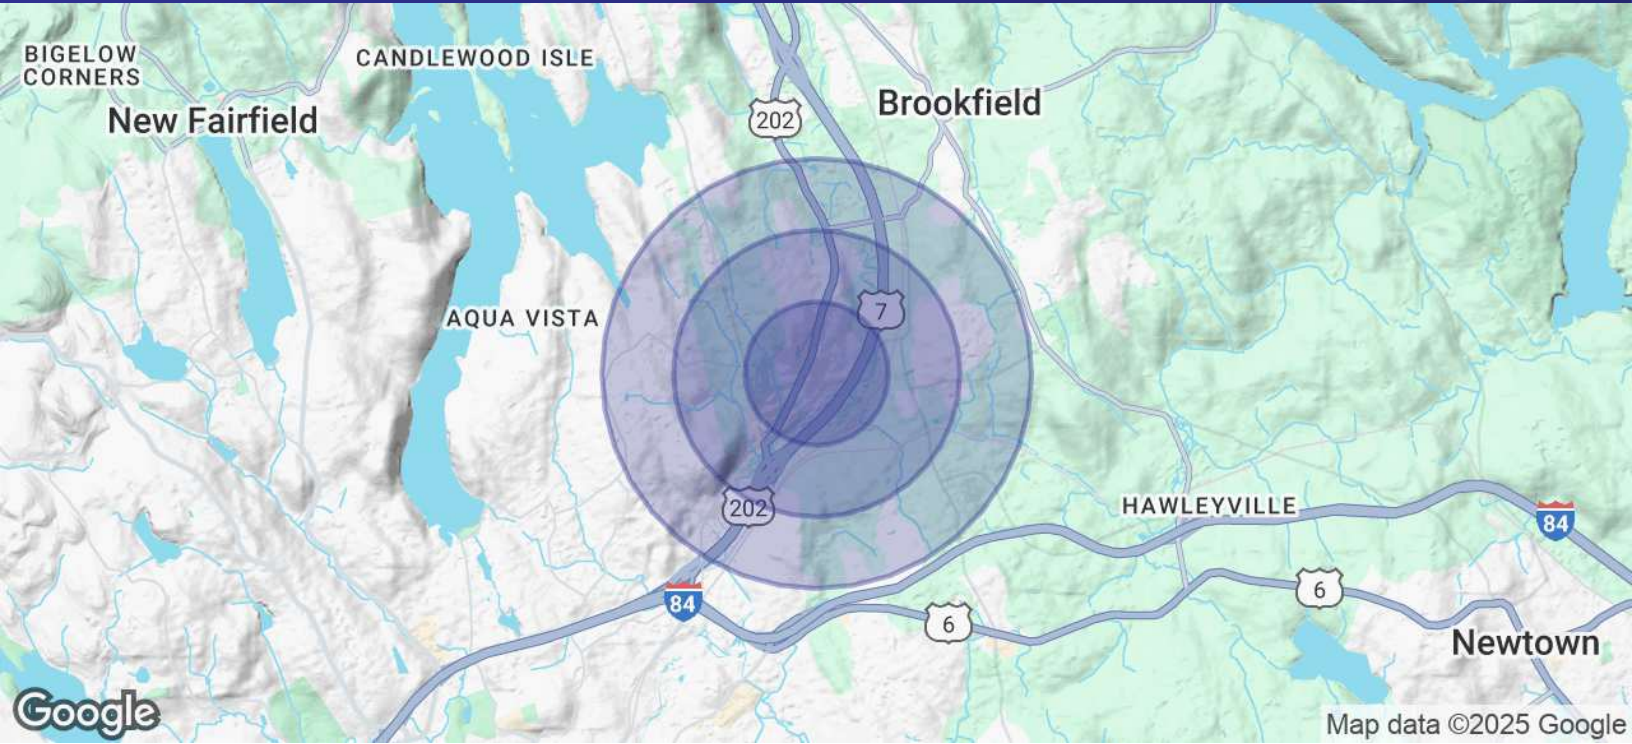 BIGELOW
CORNERS
CANDLEWOOD ISLE
New Fairfield
202
Brookfield
7
AQUA VISTA
202
HAWLEYVILLE
84
84
6
6
Newtown
Google
Map data ©2025 Google